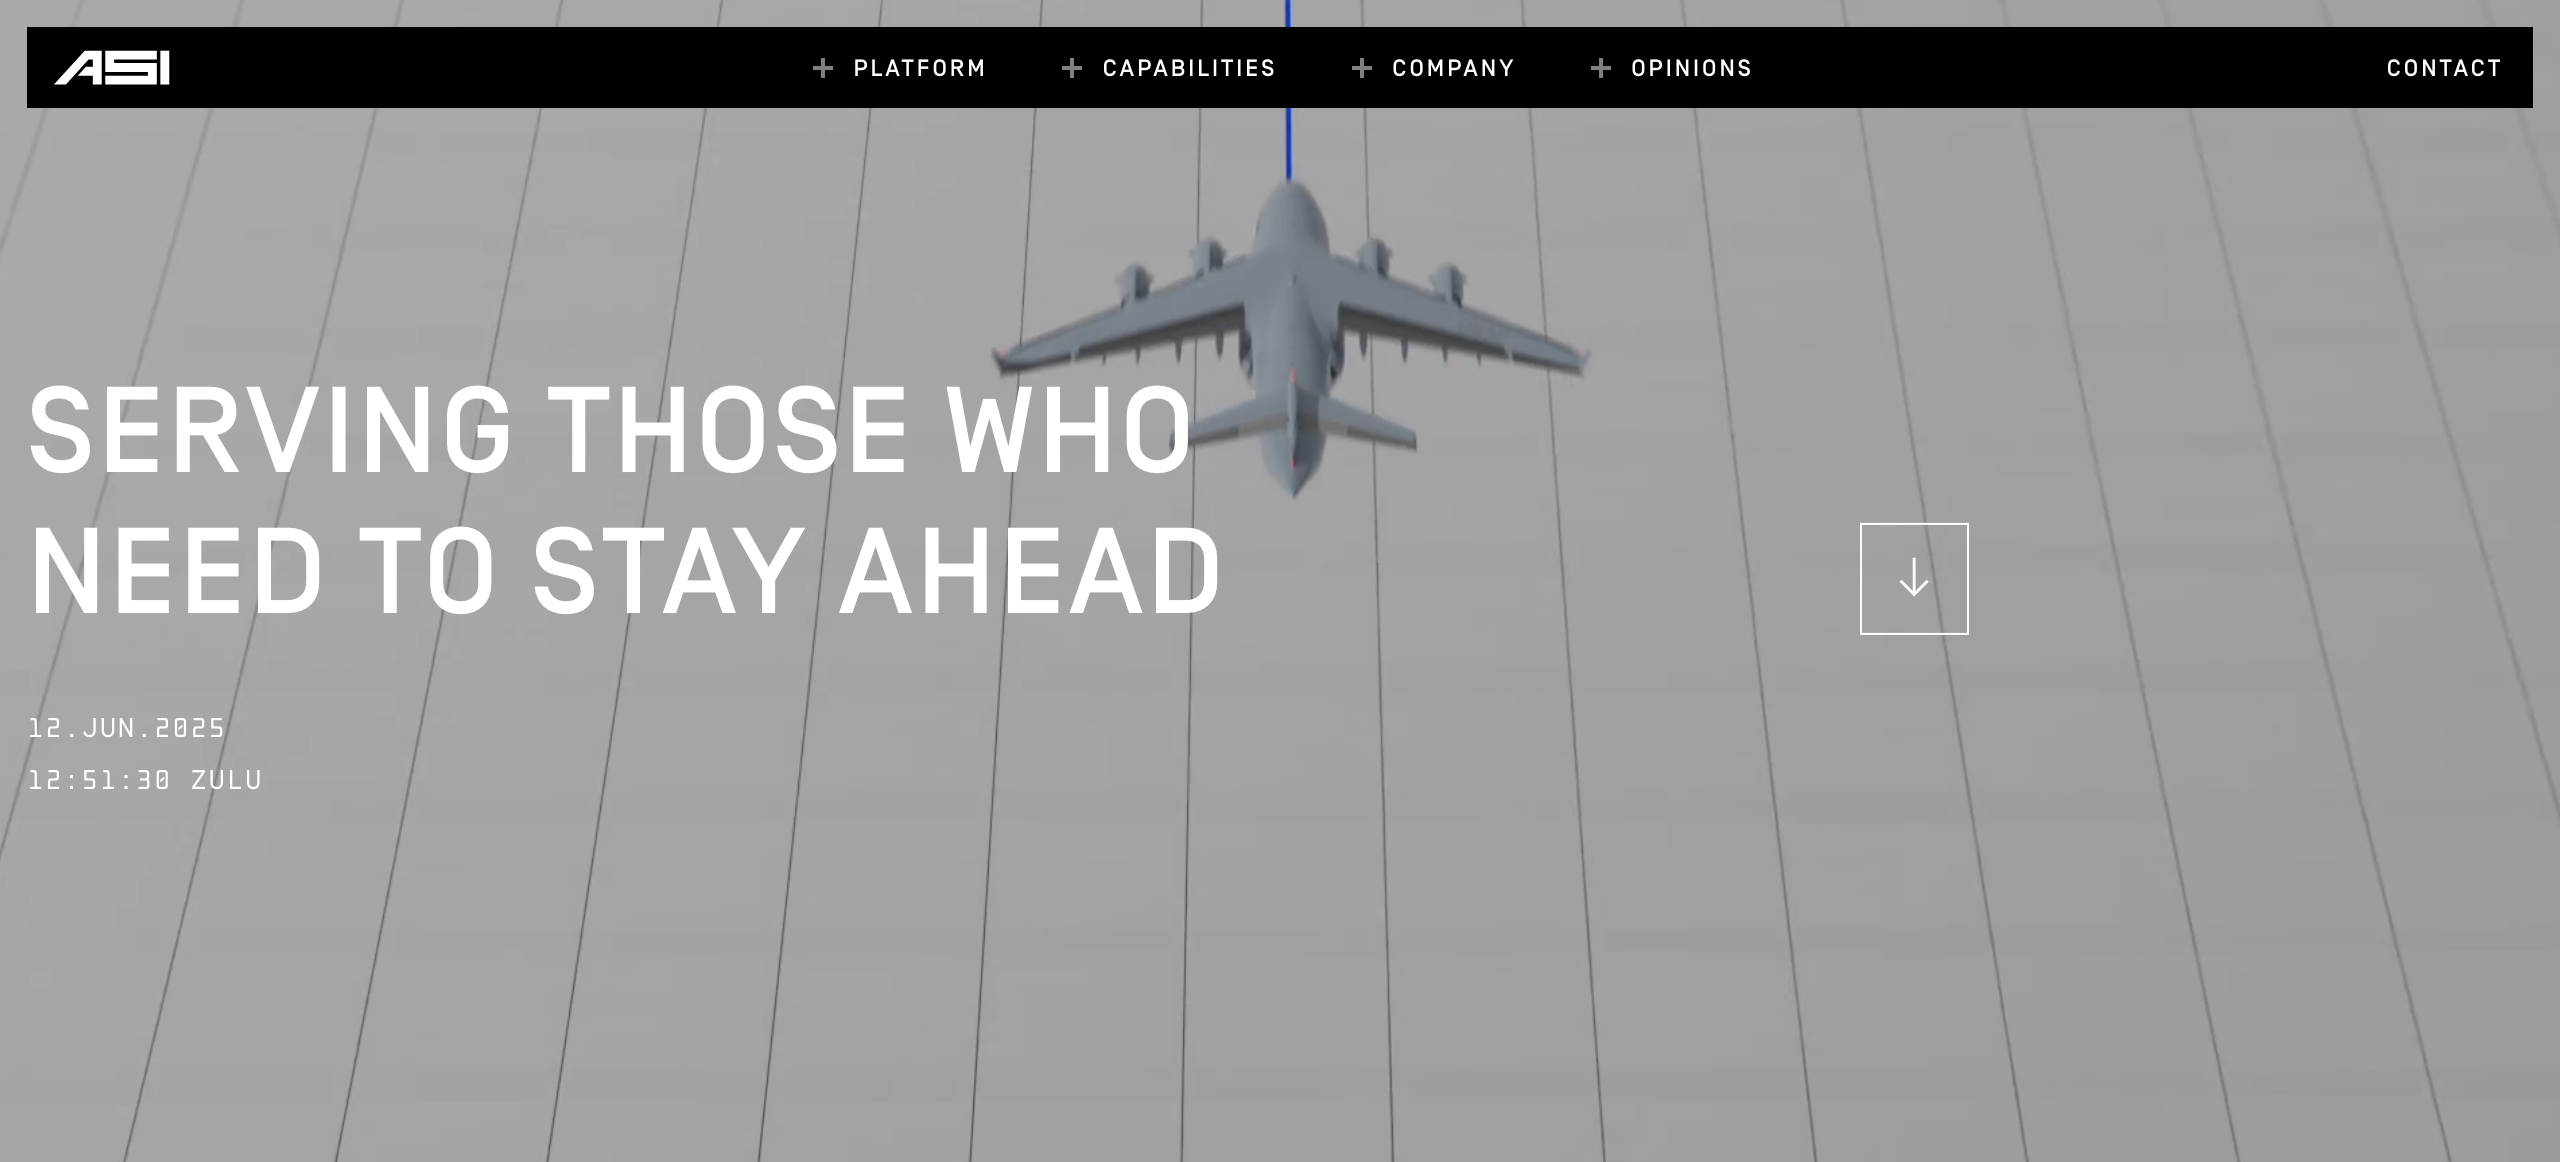 ASI
PLATFORM
CAPABILITIES
COMPANY
OPINIONS
CONTACT
SERVING THOSE WHO
NEED TO STAY AHEAD
12.JUN.2025
12:51:30 ZULU